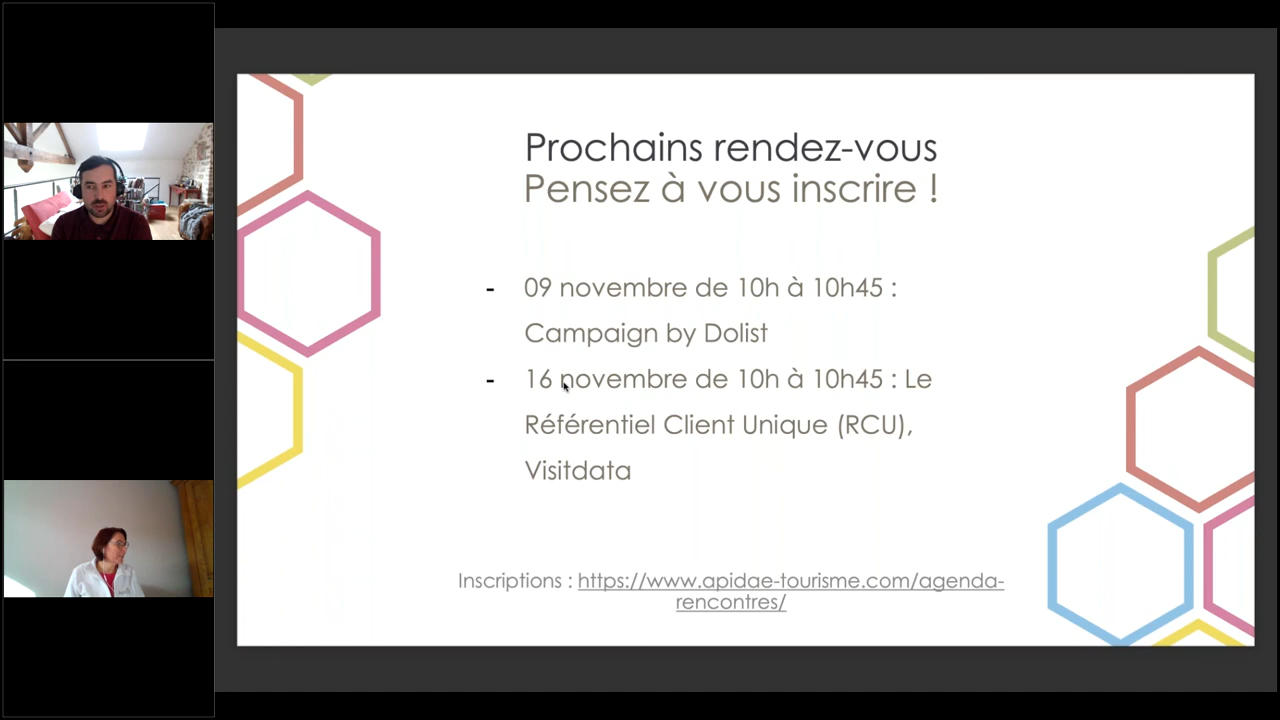 Prochains rendez-vous
Pensez à vous inscrire !
- 09 novembre de 10h à 10h45 :
Campaign by Dolist
- 16 novembre de 10h à 10h45 : Le
Référentiel Client Unique (RCU),
Visitdata
Inscriptions : https://www.apidae-tourisme.com/agenda-
rencontres/